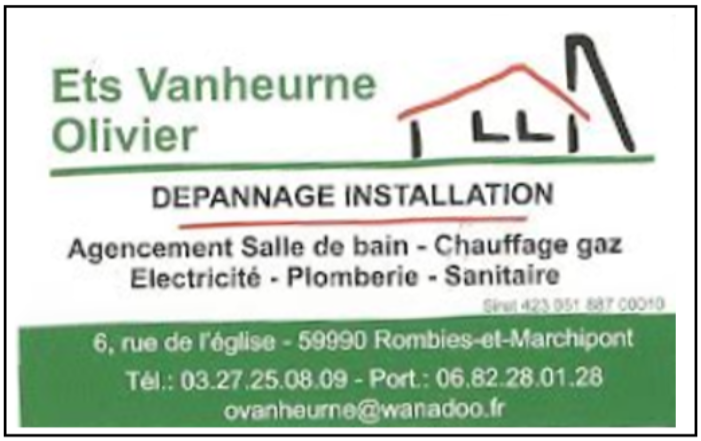 Ets Vanheurne
Olivier
DEPANNAGE INSTALLATION
Agencement Salle de bain - Chauffage gaz
Electricité - Plomberie - Sanitaire
Siret 423 951 887 00010
6, rue de l'église - 59990 Rombies-et-Marchipont
Tél.: 03.27.25.08.09 - Port.: 06.82.28.01.28
ovanheurne@wanadoo.fr